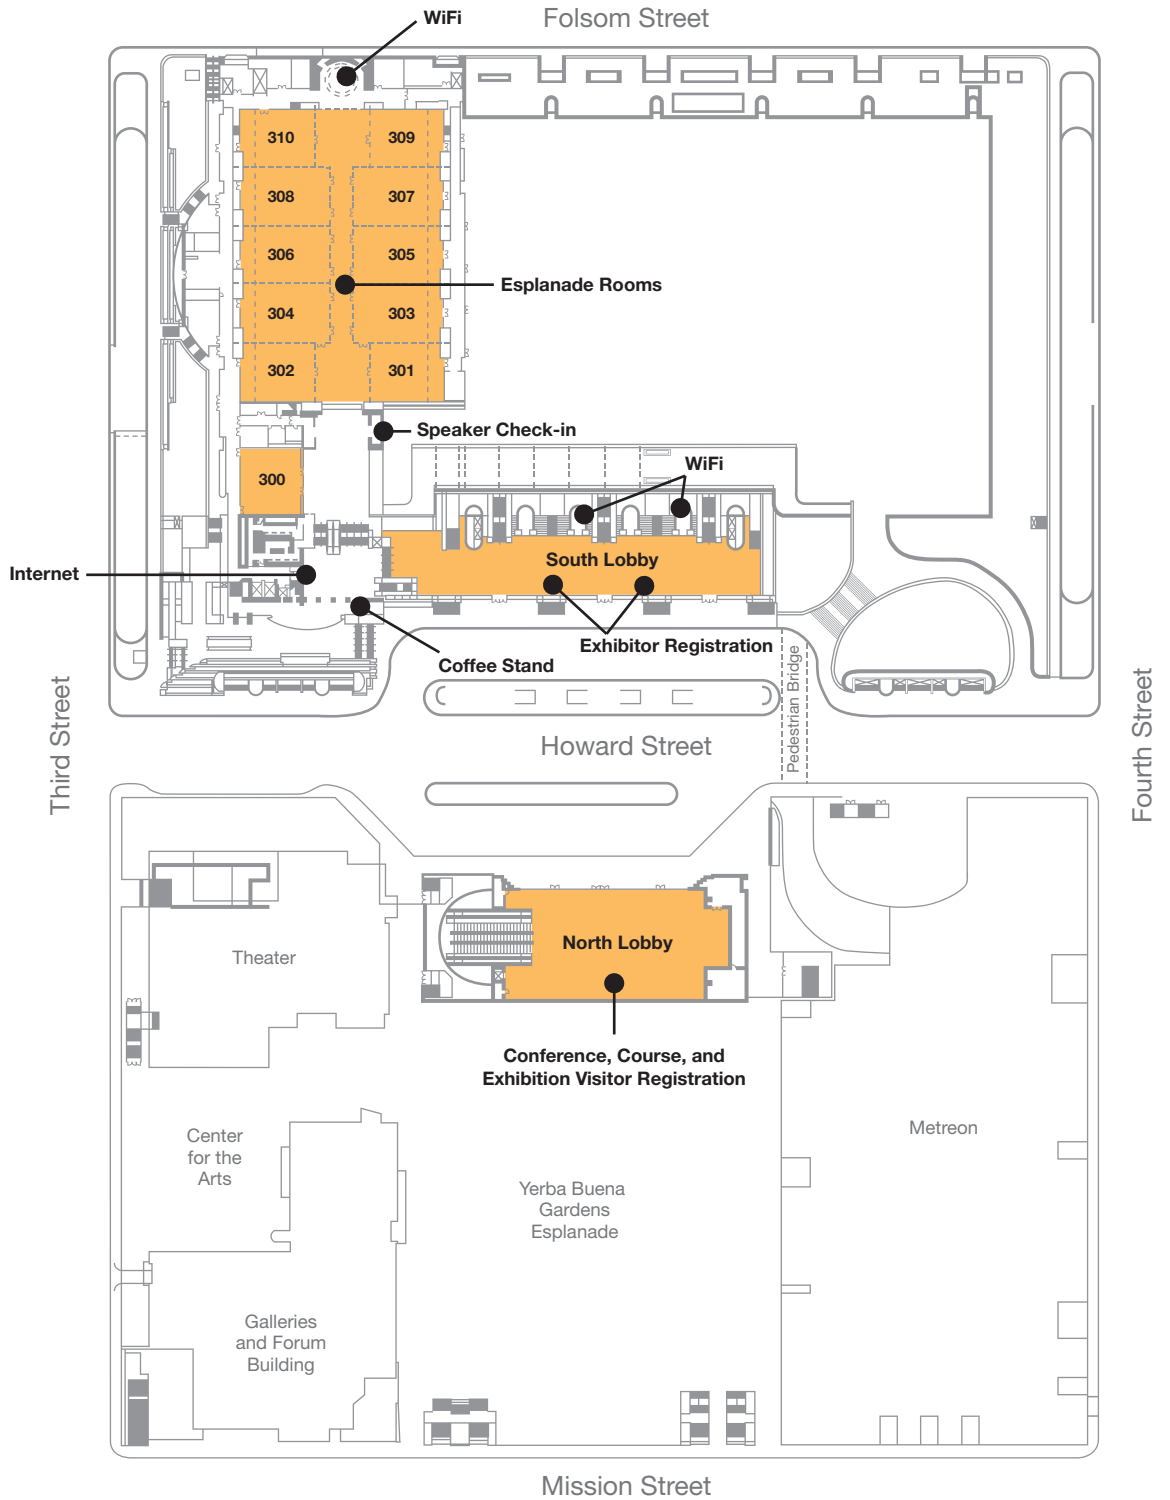 WiFi
Folsom Street
310
309
308
307
306
305
Esplanade Rooms
304
303
302
301
Speaker Check-in
WiFi
300
South Lobby
Internet
Exhibitor Registration
Coffee Stand
Pedestrian Bridge
Third Street
Fourth Street
Howard Street
North Lobby
Theater
Conference, Course, and
Exhibition Visitor Registration
Center
for the
Arts
Metreon
Yerba Buena
Gardens
Esplanade
Galleries
and Forum
Building
Mission Street